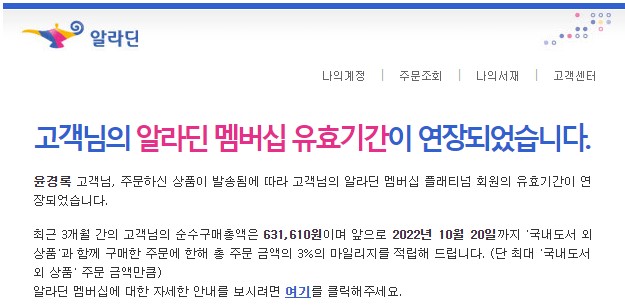 알라딘
나의계정 | 주문조회 | 나의서재 | 고객센터
고객님의 알라딘 멤버십 유효기간이 연장되었습니다.
윤경록 고객님, 주문하신 상품이 발송됨에 따라 고객님의 알라딘 멤버십 플래티넘 회원의 유효기간이 연
장되었습니다.
최근 3개월 간의 고객님의 순수구매총액은 631,610원이며 앞으로 2022년 10월 20일까지 '국내도서 외
상품'과 함께 구매한 주문에 한해 총 주문 금액의 3%의 마일리지를 적립해 드립니다. (단 최대 '국내도서
외 상품' 주문 금액만큼)
알라딘 멤버십에 대한 자세한 안내를 보시려면 여기를 클릭해주세요.